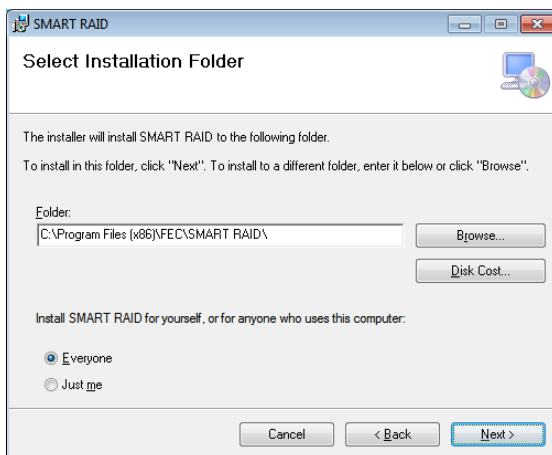 SMART RAID
Select Installation Folder
The installer will install SMART RAID to the following folder.
To install in this folder, click "Next". To install to a different folder, enter it below or click "Browse".
Folder:
C:\Program Files (x86)\FEC\SMART RAID\
Browse...
Disk Cost...
Install SMART RAID for yourself, or for anyone who uses this computer:
Everyone
Just me
Cancel
< Back
Next >